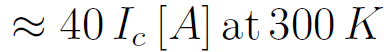 ≈ 40 I_c [A] at 300 K